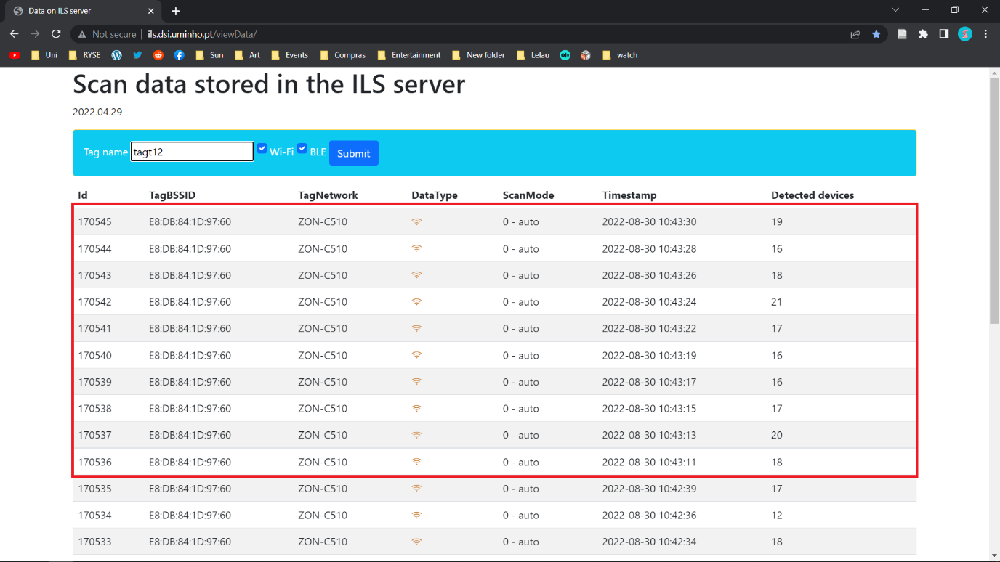 Data on ILS server
Not secure | ils.dsi.uminho.pt/viewData/
Uni RYSE Sun Art Events Compras Entertainment New folder Lelau OLX watch
Scan data stored in the ILS server
2022.04.29
Tag name tagt12 Wi-Fi BLE Submit
Id TagBSSID TagNetwork DataType ScanMode Timestamp Detected devices
170545 E8:DB:84:1D:97:60 ZON-C510 0 - auto 2022-08-30 10:43:30 19
170544 E8:DB:84:1D:97:60 ZON-C510 0 - auto 2022-08-30 10:43:28 16
170543 E8:DB:84:1D:97:60 ZON-C510 0 - auto 2022-08-30 10:43:26 18
170542 E8:DB:84:1D:97:60 ZON-C510 0 - auto 2022-08-30 10:43:24 21
170541 E8:DB:84:1D:97:60 ZON-C510 0 - auto 2022-08-30 10:43:22 17
170540 E8:DB:84:1D:97:60 ZON-C510 0 - auto 2022-08-30 10:43:19 16
170539 E8:DB:84:1D:97:60 ZON-C510 0 - auto 2022-08-30 10:43:17 16
170538 E8:DB:84:1D:97:60 ZON-C510 0 - auto 2022-08-30 10:43:15 17
170537 E8:DB:84:1D:97:60 ZON-C510 0 - auto 2022-08-30 10:43:13 20
170536 E8:DB:84:1D:97:60 ZON-C510 0 - auto 2022-08-30 10:43:11 18
170535 E8:DB:84:1D:97:60 ZON-C510 0 - auto 2022-08-30 10:42:39 17
170534 E8:DB:84:1D:97:60 ZON-C510 0 - auto 2022-08-30 10:42:36 12
170533 E8:DB:84:1D:97:60 ZON-C510 0 - auto 2022-08-30 10:42:34 18